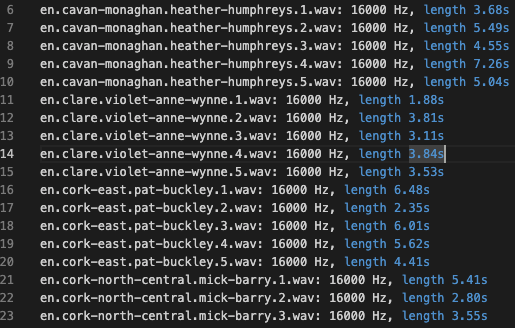 6 en.cavan-monaghan.heather-humphreys.1.wav: 16000 Hz, length 3.68s
7 en.cavan-monaghan.heather-humphreys.2.wav: 16000 Hz, length 5.49s
8 en.cavan-monaghan.heather-humphreys.3.wav: 16000 Hz, length 4.55s
9 en.cavan-monaghan.heather-humphreys.4.wav: 16000 Hz, length 7.26s
10 en.cavan-monaghan.heather-humphreys.5.wav: 16000 Hz, length 5.04s
11 en.clare.violet-anne-wynne.1.wav: 16000 Hz, length 1.88s
12 en.clare.violet-anne-wynne.2.wav: 16000 Hz, length 3.81s
13 en.clare.violet-anne-wynne.3.wav: 16000 Hz, length 3.11s
14 en.clare.violet-anne-wynne.4.wav: 16000 Hz, length 3.84s
15 en.clare.violet-anne-wynne.5.wav: 16000 Hz, length 3.53s
16 en.cork-east.pat-buckley.1.wav: 16000 Hz, length 6.48s
17 en.cork-east.pat-buckley.2.wav: 16000 Hz, length 2.35s
18 en.cork-east.pat-buckley.3.wav: 16000 Hz, length 6.01s
19 en.cork-east.pat-buckley.4.wav: 16000 Hz, length 5.62s
20 en.cork-east.pat-buckley.5.wav: 16000 Hz, length 4.41s
21 en.cork-north-central.mick-barry.1.wav: 16000 Hz, length 5.41s
22 en.cork-north-central.mick-barry.2.wav: 16000 Hz, length 2.80s
23 en.cork-north-central.mick-barry.3.wav: 16000 Hz, length 3.55s